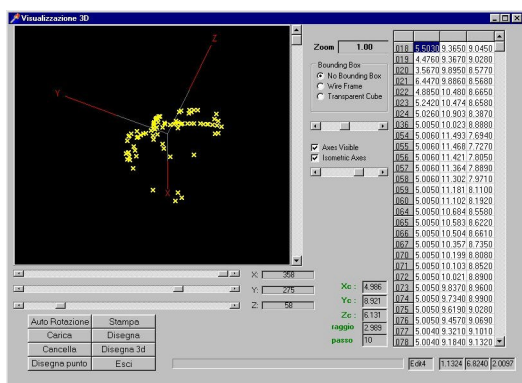 Visualizzazione 3D
Z
Y
X
Zoom 1.00
Bounding Box
No Bounding Box
Wire Frame
Transparent Cube
Axes Visible
Isometric Axes
018 5.5030 9.3650 9.0450
019 4.4760 9.3670 9.0280
020 3.5670 9.8950 8.5770
021 6.4470 9.8860 8.5680
022 4.8850 10.480 8.6650
023 5.2420 10.474 8.6580
024 5.0260 10.903 8.3870
036 5.0050 10.023 8.8880
054 5.0060 11.493 7.6940
055 5.0060 11.468 7.7270
056 5.0060 11.421 7.8050
057 5.0060 11.364 7.8890
058 5.0060 11.302 7.9710
059 5.0050 11.181 8.1100
060 5.0050 11.102 8.1920
064 5.0050 10.684 8.5580
065 5.0050 10.583 8.6220
066 5.0050 10.504 8.6610
067 5.0050 10.357 8.7350
070 5.0050 10.199 8.8080
071 5.0050 10.103 8.8520
072 5.0050 10.021 8.8900
073 5.0050 9.8370 8.9600
074 5.0050 9.7340 8.9900
075 5.0050 9.6190 9.0280
076 5.0050 9.4570 9.0690
077 5.0040 9.3210 9.1010
078 5.0040 9.1840 9.1320
X: 358
Y: 275
Z: 58
Xc : 4.986
Yc : 8.921
Zc : 6.131
raggio 2.989
passo 10
Auto Rotazione Stampa
Carica Disegna
Cancella Disegna 3d
Disegna punto Esci
Edit4 1.1324 6.8240 2.0097